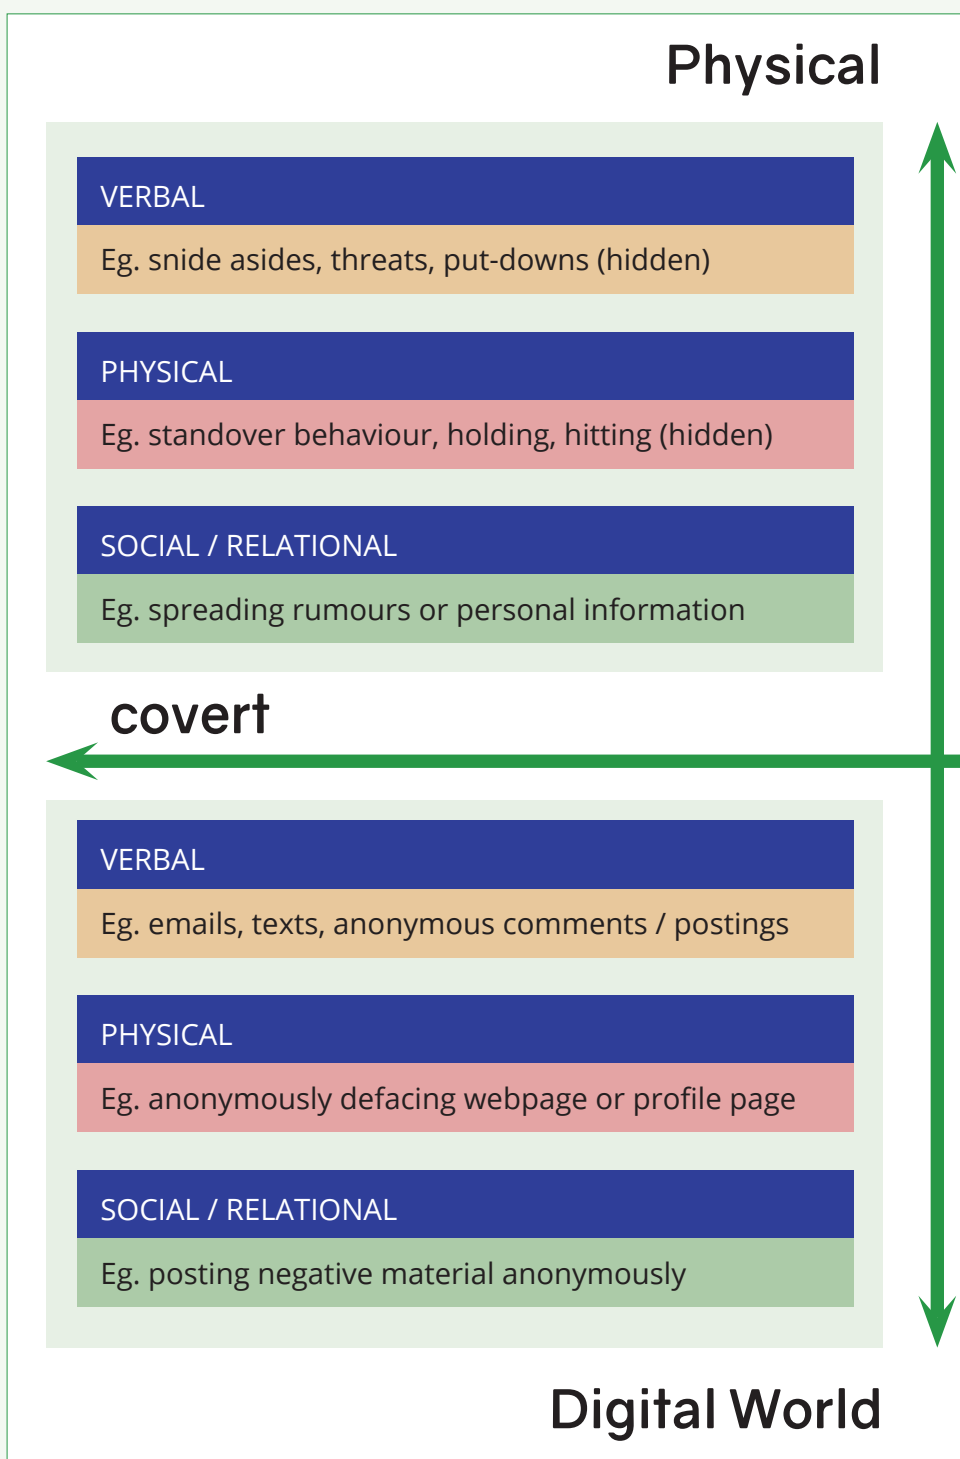 Physical
VERBAL
Eg. snide asides, threats, put-downs (hidden)
PHYSICAL
Eg. standover behaviour, holding, hitting (hidden)
SOCIAL / RELATIONAL
Eg. spreading rumours or personal information
covert
VERBAL
Eg. emails, texts, anonymous comments / postings
PHYSICAL
Eg. anonymously defacing webpage or profile page
SOCIAL / RELATIONAL
Eg. posting negative material anonymously
Digital World